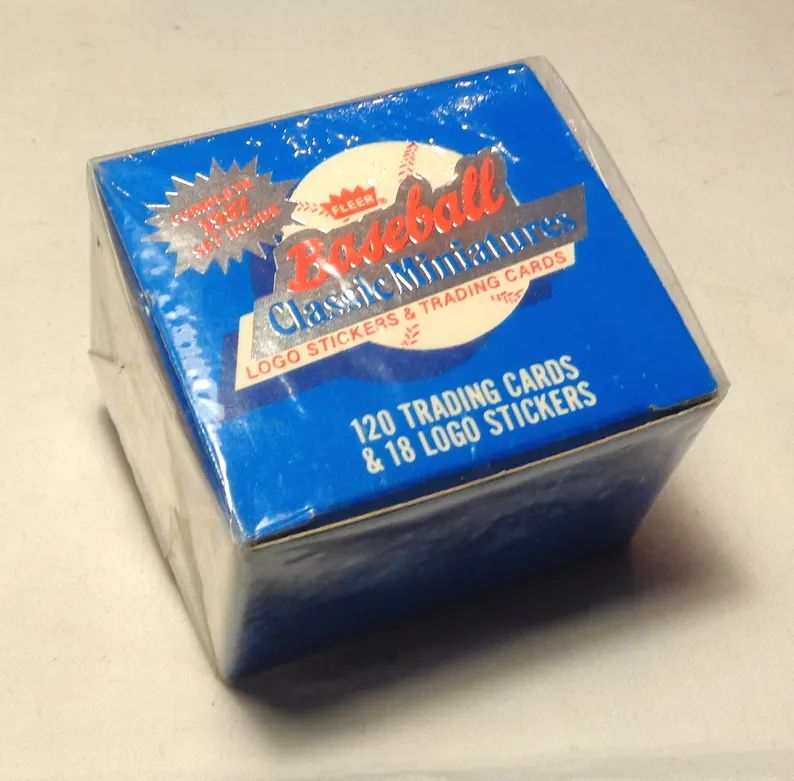 COMPLETE
1987
SET INSIDE
FLEER®
Baseball
Classic Miniatures
LOGO STICKERS & TRADING CARDS
120 TRADING CARDS
& 18 LOGO STICKERS